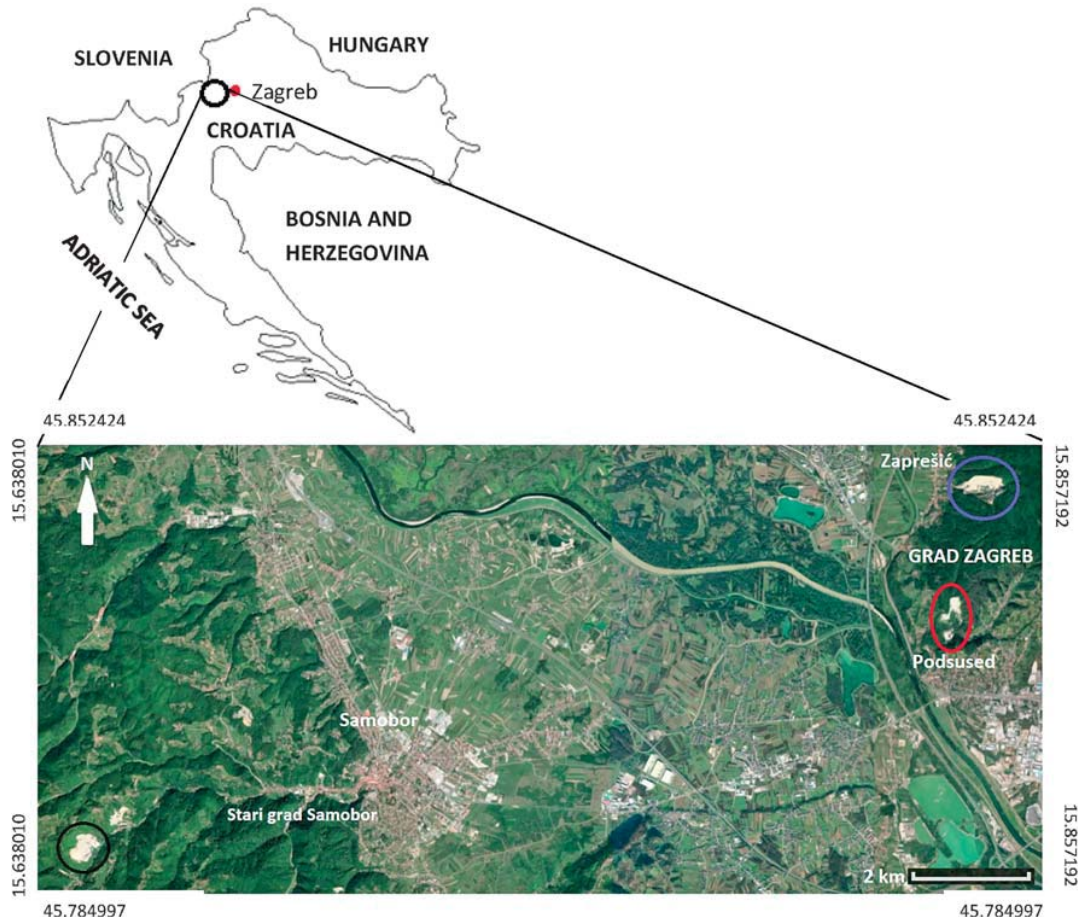 HUNGARY
SLOVENIA
Zagreb
CROATIA
BOSNIA AND
HERZEGOVINA
ADRIATIC SEA
45.852424
45.852424
15.638010
15.857192
N
Zaprešić
GRAD ZAGREB
Podsused
Samobor
Stari grad Samobor
15.638010
15.857192
2 km
45.784997
45.784997